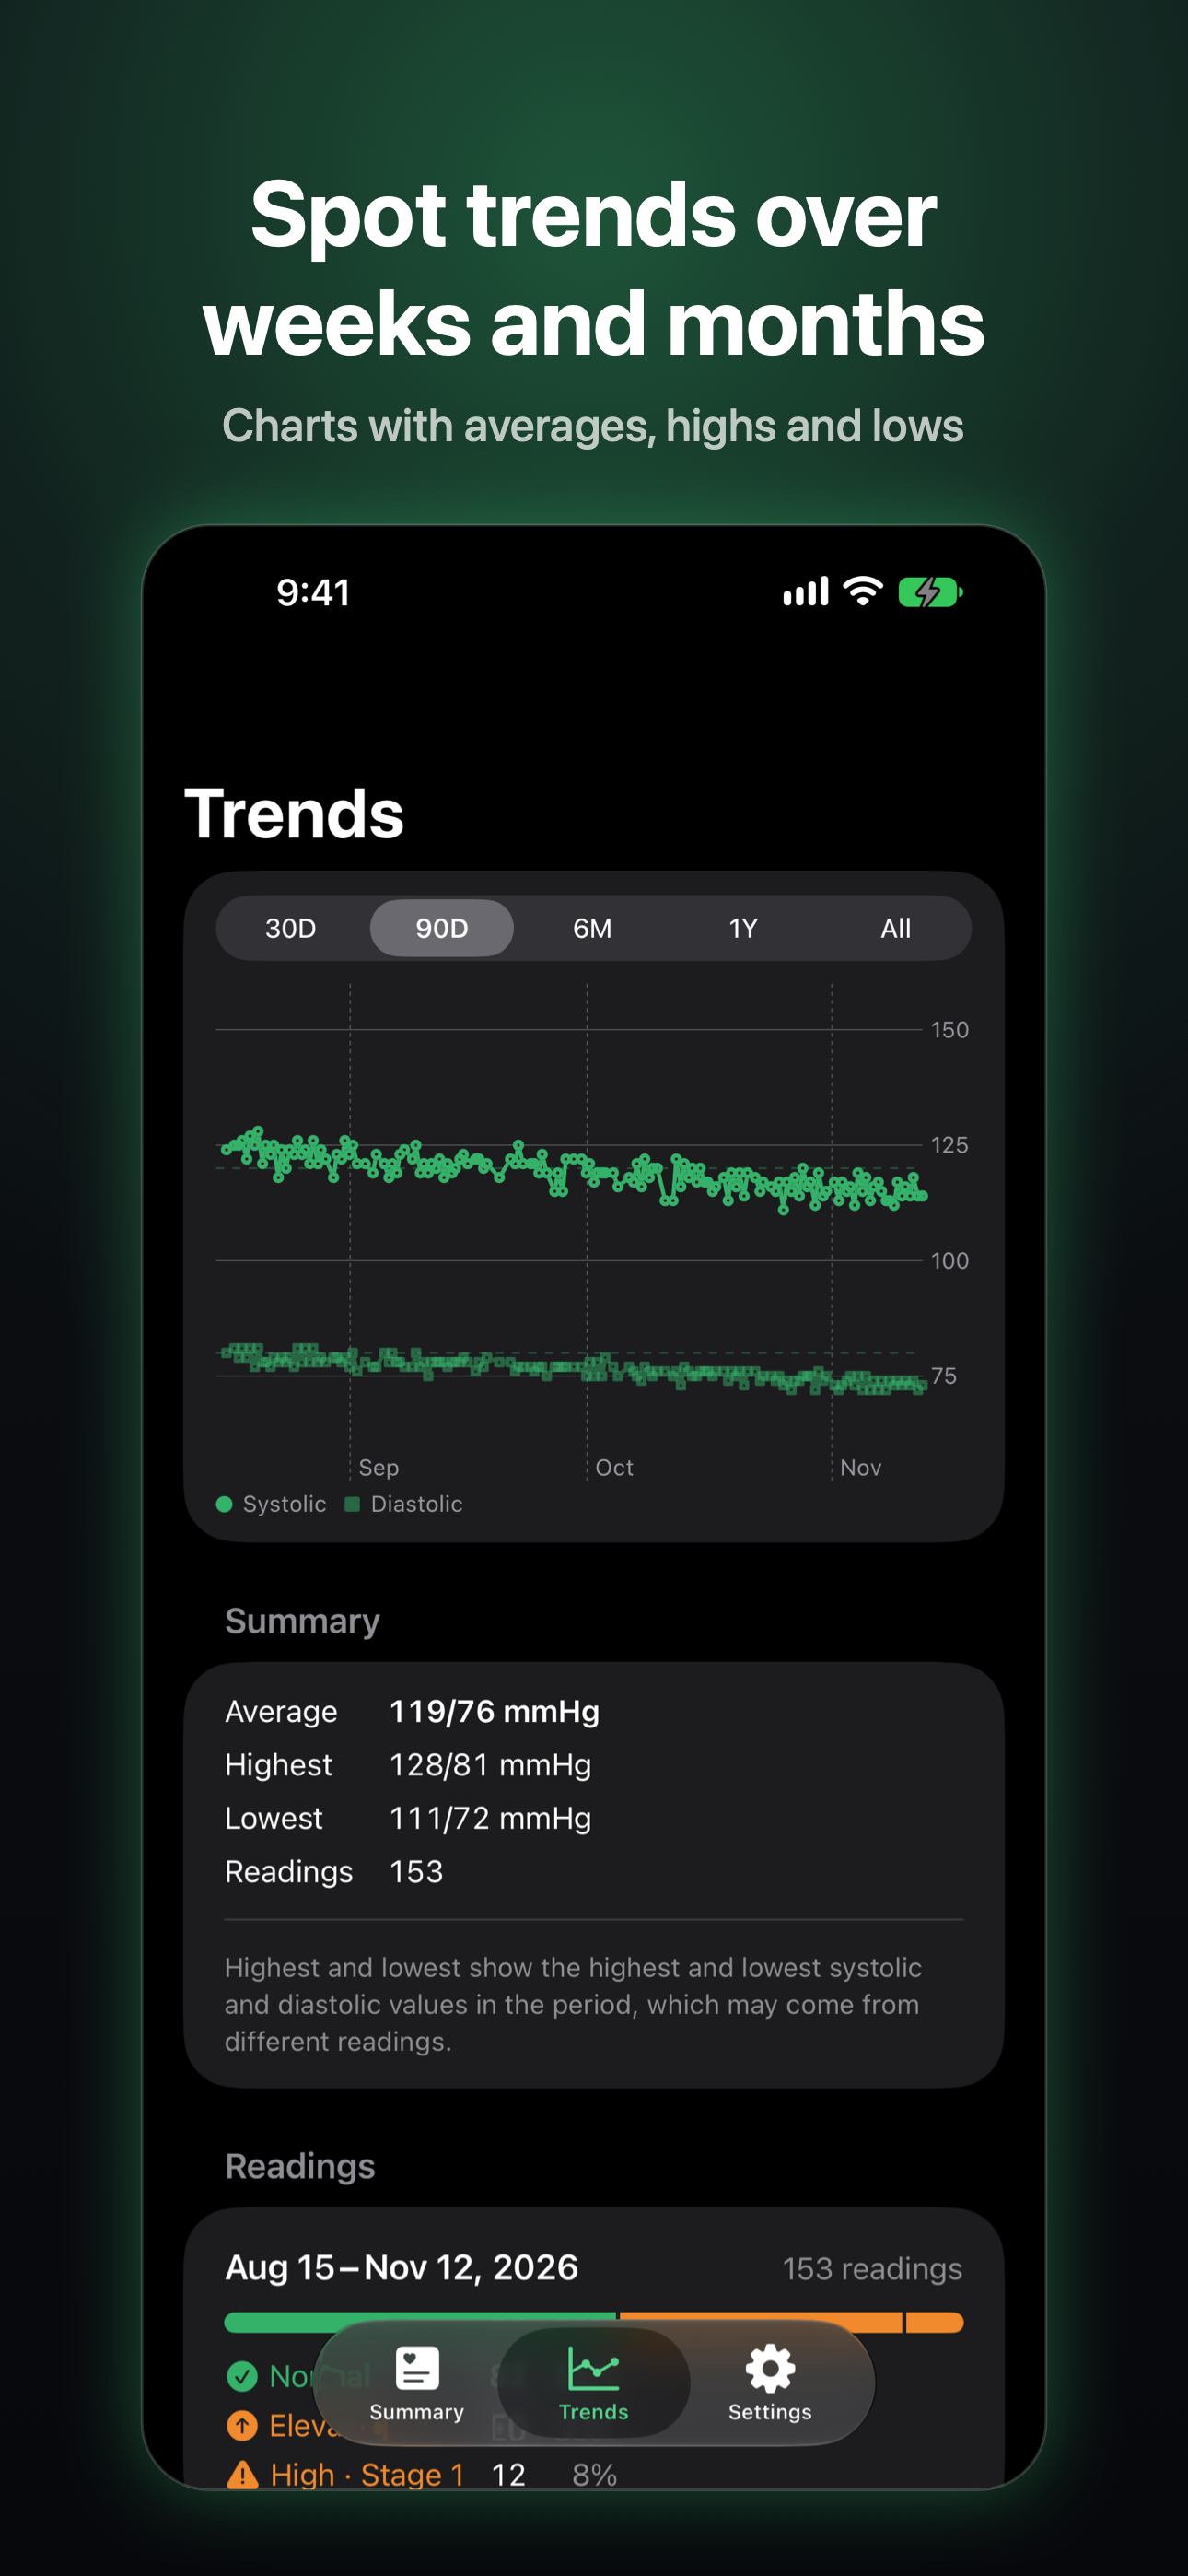 Spot trends over
weeks and months
Charts with averages, highs and lows
9:41
Trends
30D 90D 6M 1Y All
150
125
100
75
Sep Oct Nov
Systolic Diastolic
Summary
Average 119/76 mmHg
Highest 128/81 mmHg
Lowest 111/72 mmHg
Readings 153
Highest and lowest show the highest and lowest systolic
and diastolic values in the period, which may come from
different readings.
Readings
Aug 15–Nov 12, 2026 153 readings
Summary Trends Settings
High · Stage 1 12 8%